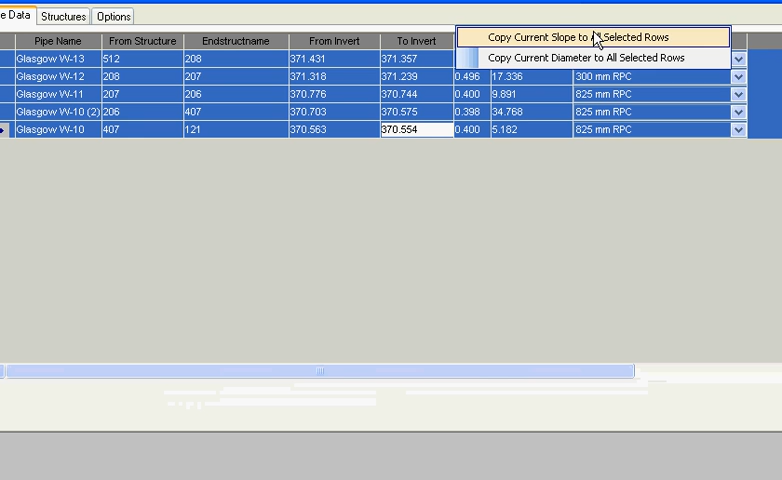 e Data Structures Options
Copy Current Slope to All Selected Rows
Copy Current Diameter to All Selected Rows
Pipe Name From Structure Endstructname From Invert To Invert
Glasgow W-13 512 208 371.431 371.357
Glasgow W-12 208 207 371.318 371.239 0.496 17.336 300 mm RPC
Glasgow W-11 207 206 370.776 370.744 0.400 9.891 825 mm RPC
Glasgow W-10 (2) 206 407 370.703 370.575 0.398 34.768 825 mm RPC
Glasgow W-10 407 121 370.563 370.554 0.400 5.182 825 mm RPC